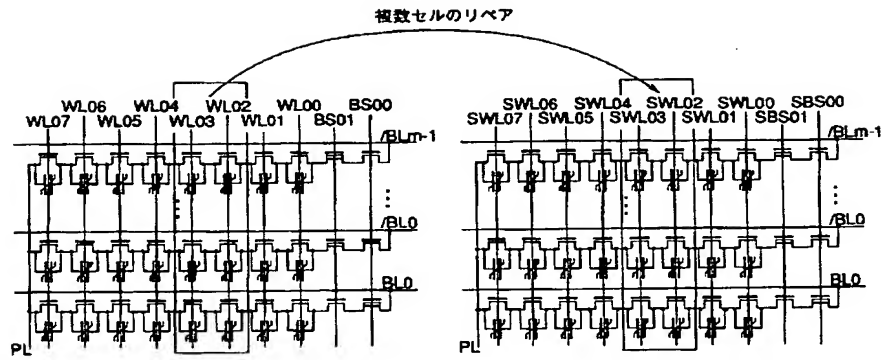 複数セルのリペア
WL06 WL04 WL02 WL00 BS00
WL07 WL05 WL03 WL01 BS01
/BLm-1
/BL0
BL0
PL
SWL06 SWL04 SWL02 SWL00 SBS00
SWL07 SWL05 SWL03 SWL01 SBS01
/BLm-1
/BL0
BL0
PL